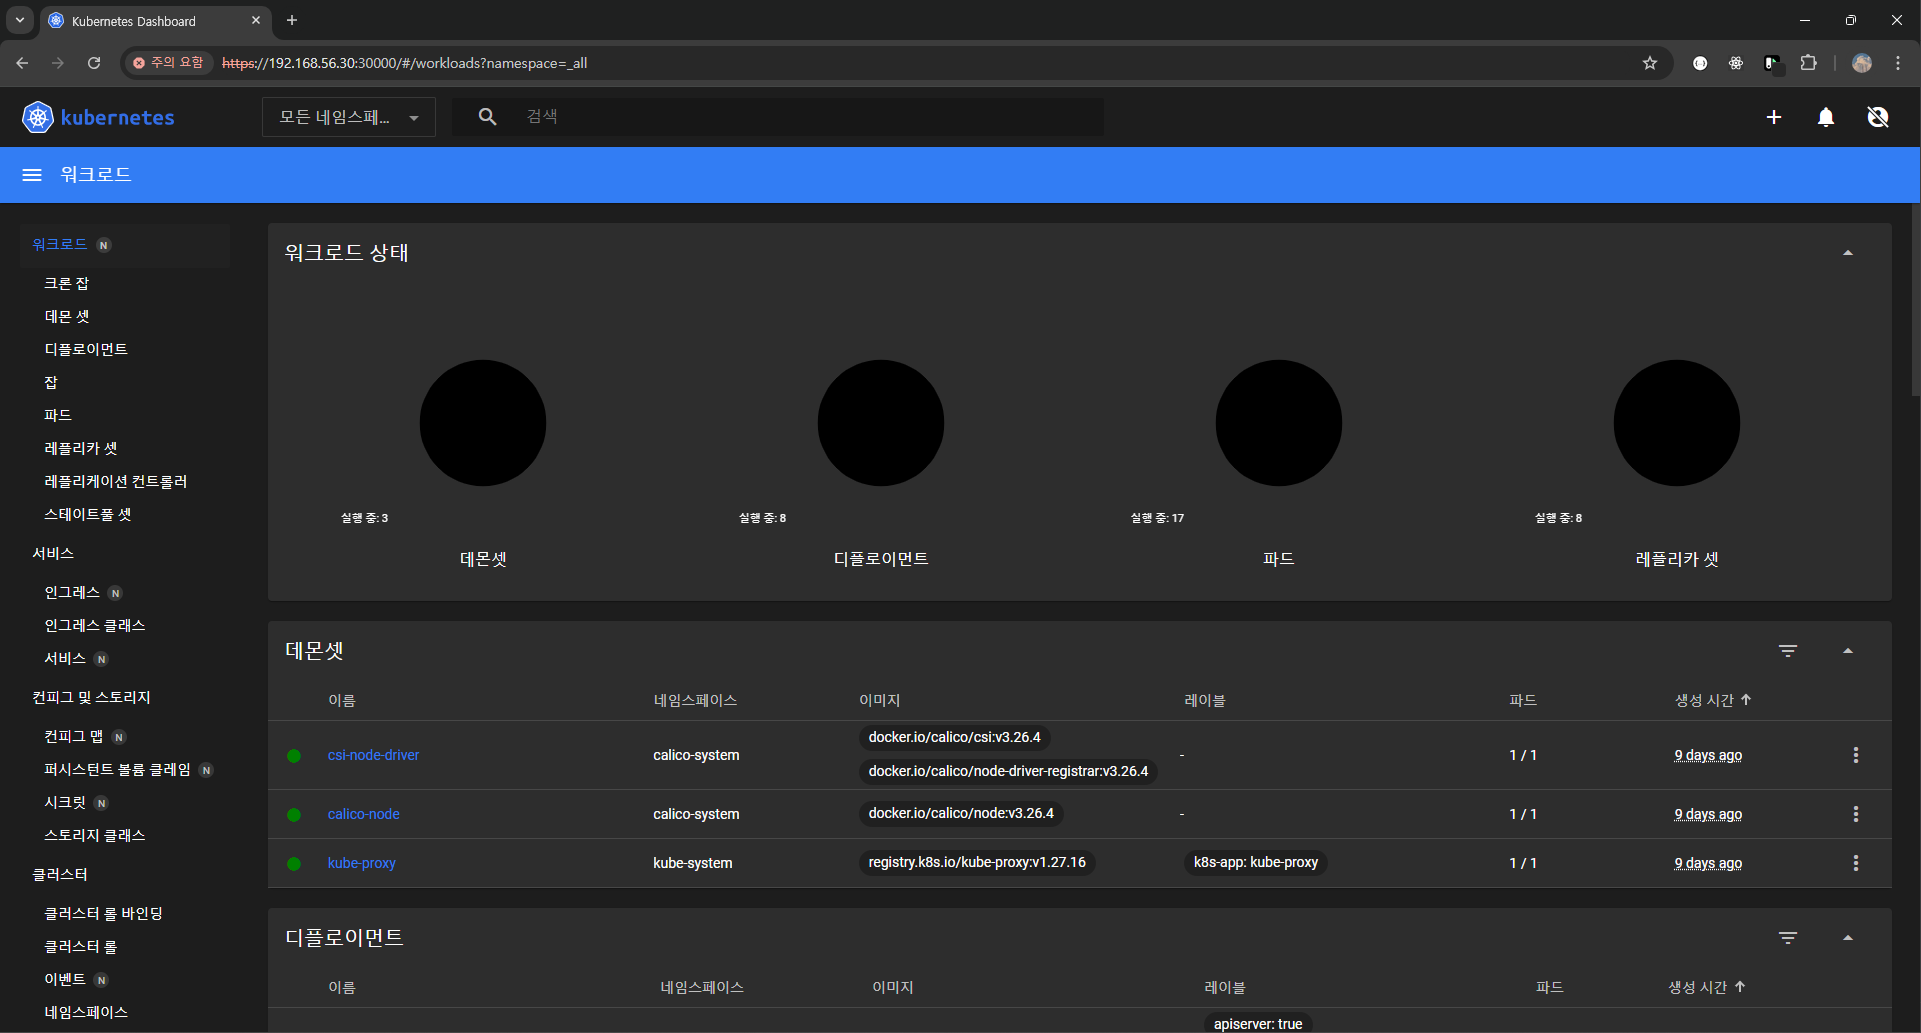 Kubernetes Dashboard
주의 요함 https://192.168.56.30:30000/#/workloads?namespace=_all
kubernetes 모든 네임스페... 검색
워크로드
워크로드 N
크론 잡
데몬 셋
디플로이먼트
잡
파드
레플리카 셋
레플리케이션 컨트롤러
스테이트풀 셋
서비스
인그레스 N
인그레스 클래스
서비스 N
컨피그 및 스토리지
컨피그 맵 N
퍼시스턴트 볼륨 클레임 N
시크릿 N
스토리지 클래스
클러스터
클러스터 롤 바인딩
클러스터 롤
이벤트 N
네임스페이스
워크로드 상태
실행 중: 3 실행 중: 8 실행 중: 17 실행 중: 8
데몬셋 디플로이먼트 파드 레플리카 셋
데몬셋
이름 네임스페이스 이미지 레이블 파드 생성 시간
csi-node-driver calico-system docker.io/calico/csi:v3.26.4 - 1 / 1 9 days ago
docker.io/calico/node-driver-registrar:v3.26.4
calico-node calico-system docker.io/calico/node:v3.26.4 - 1 / 1 9 days ago
kube-proxy kube-system registry.k8s.io/kube-proxy:v1.27.16 k8s-app: kube-proxy 1 / 1 9 days ago
디플로이먼트
이름 네임스페이스 이미지 레이블 파드 생성 시간
apiserver: true